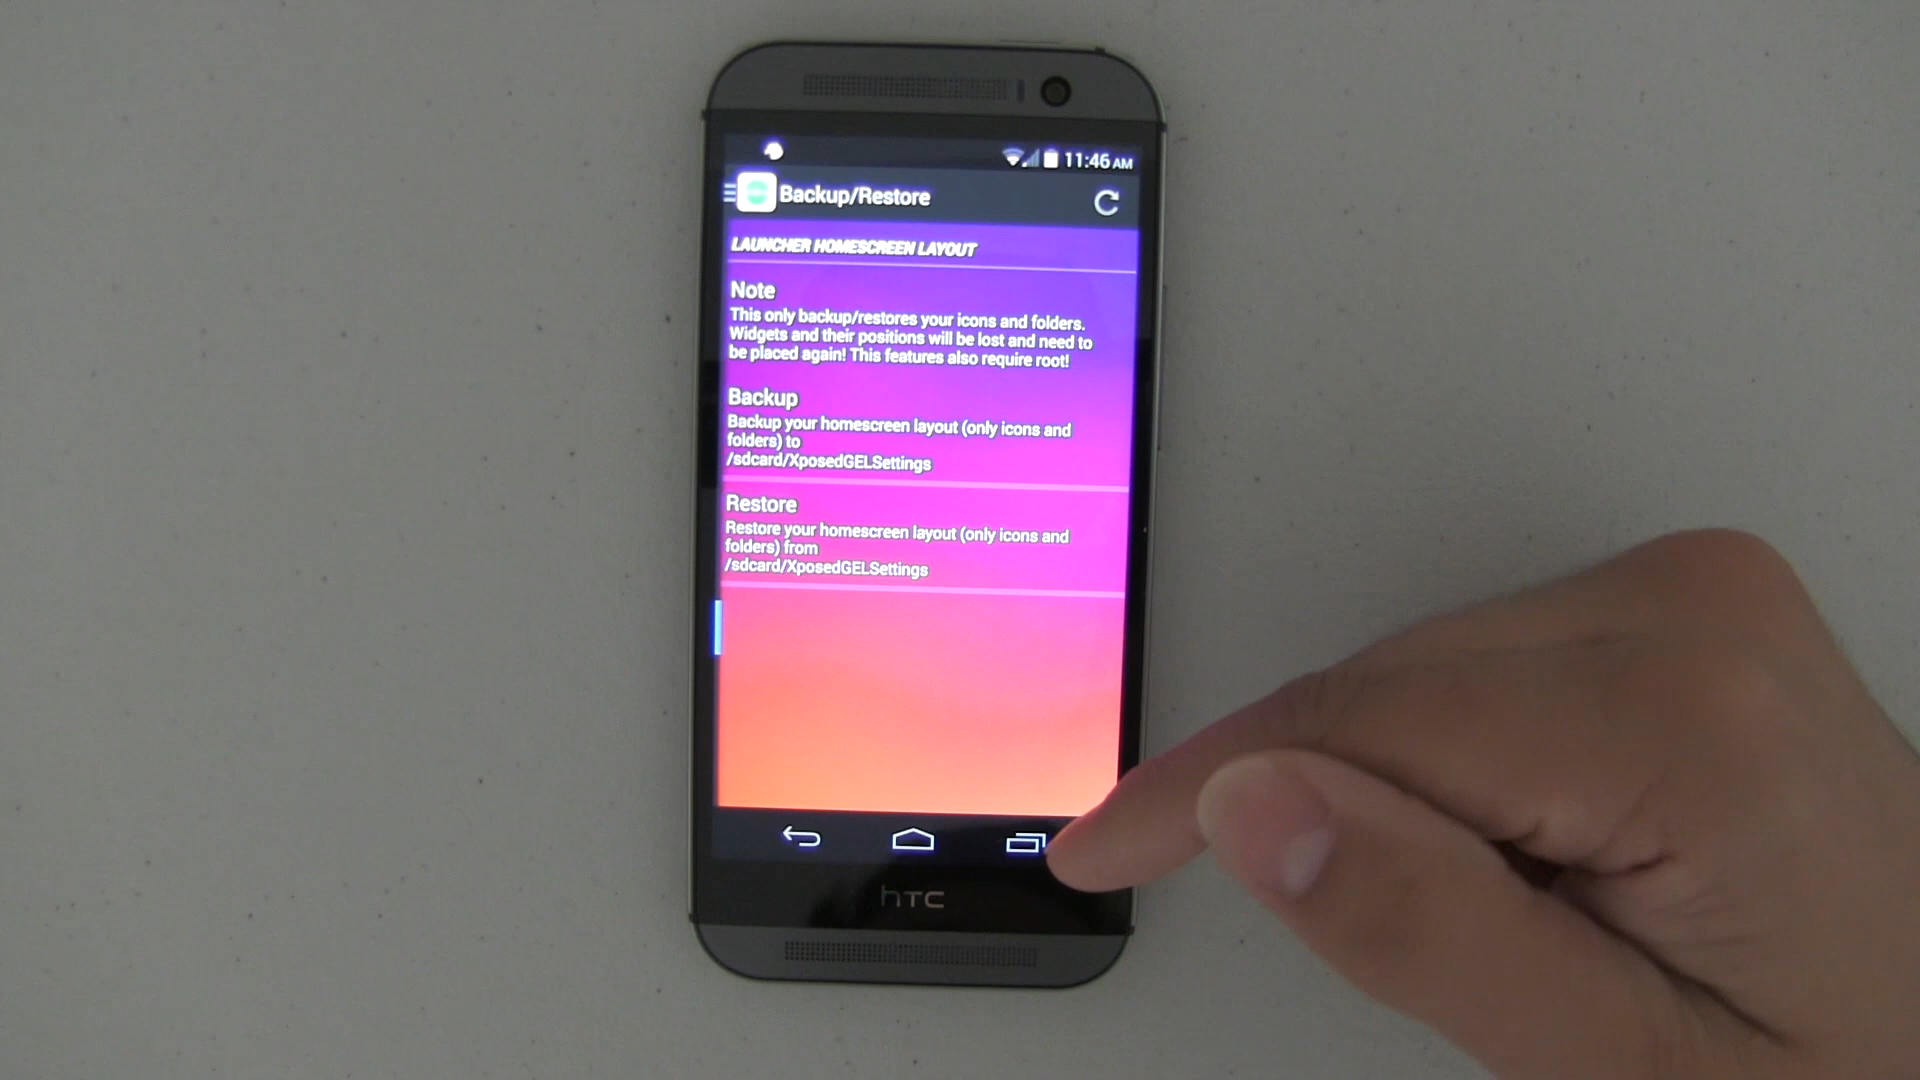 11:46 AM
Backup/Restore
LAUNCHER HOMESCREEN LAYOUT
Note
This only backup/restores your icons and folders.
Widgets and their positions will be lost and need to
be placed again! This features also require root!
Backup
Backup your homescreen layout (only icons and
folders) to
/sdcard/XposedGELSettings
Restore
Restore your homescreen layout (only icons and
folders) from
/sdcard/XposedGELSettings
hTC